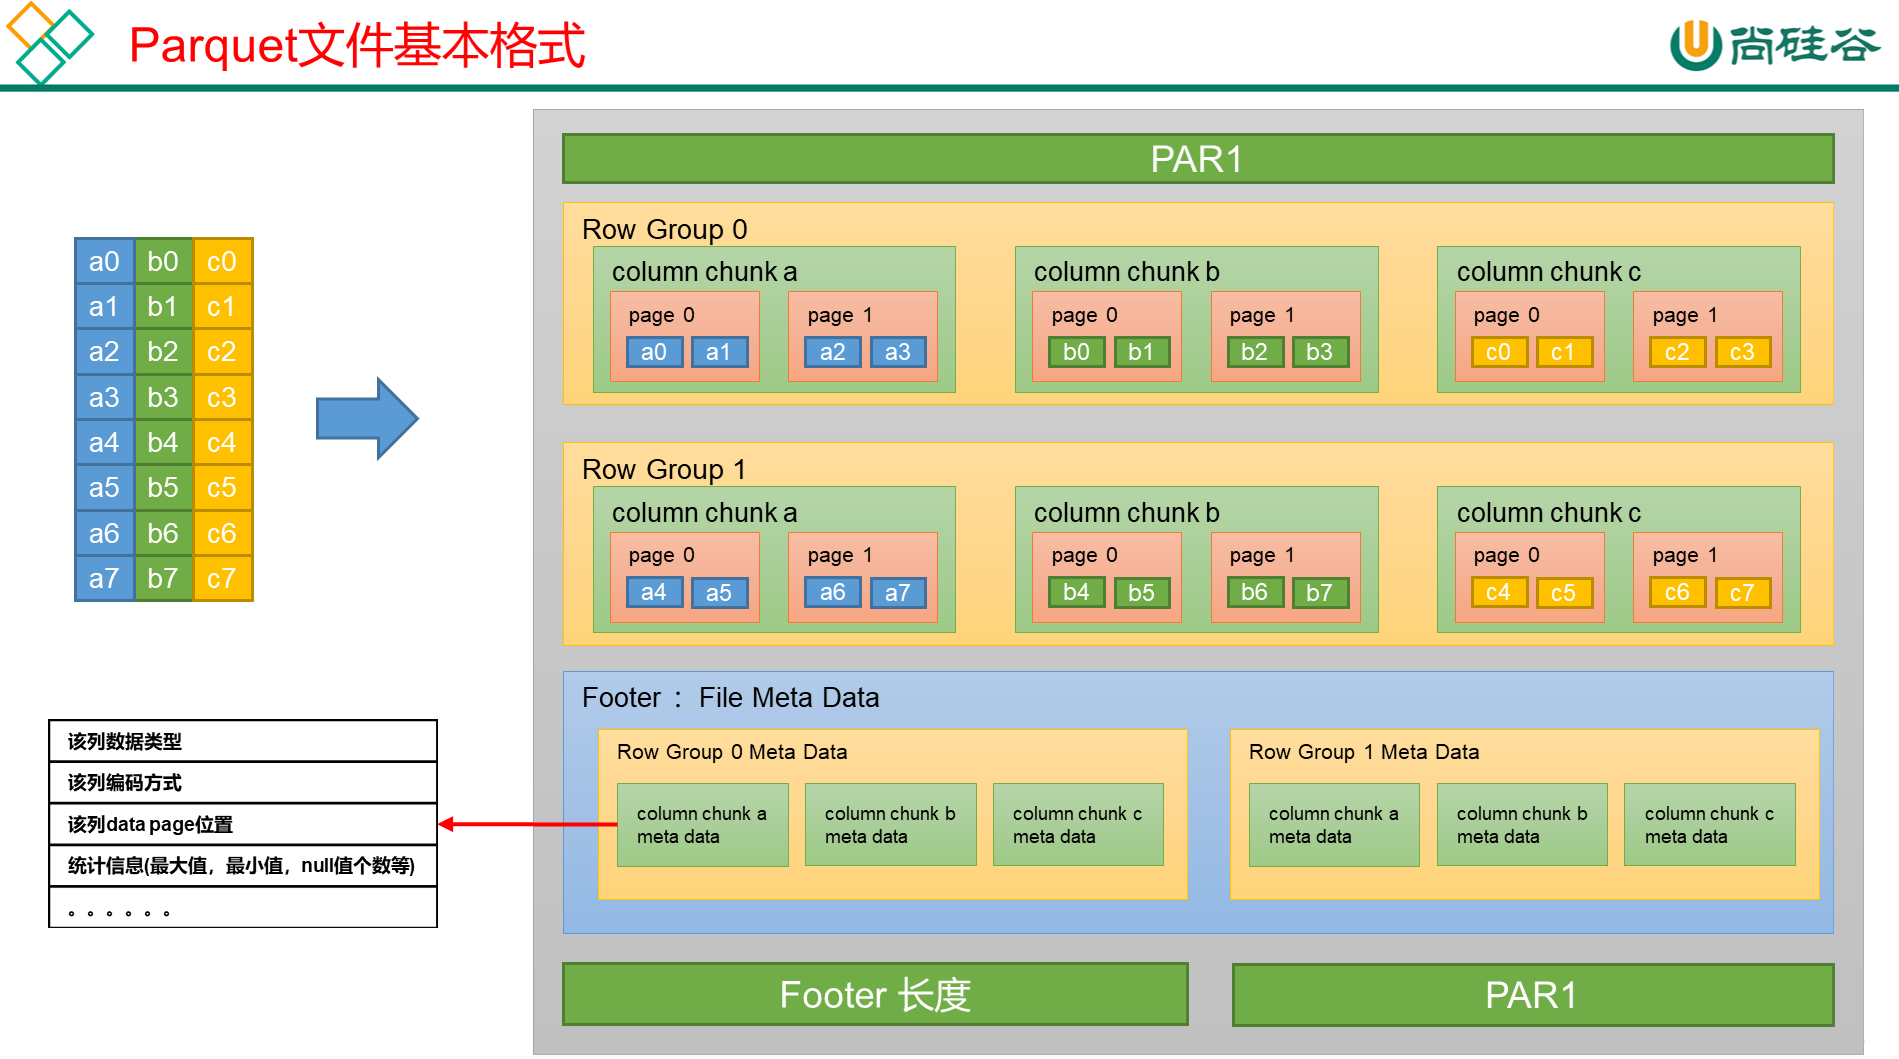 Parquet文件基本格式
尚硅谷
a0 b0 c0
a1 b1 c1
a2 b2 c2
a3 b3 c3
a4 b4 c4
a5 b5 c5
a6 b6 c6
a7 b7 c7
PAR1
Row Group 0
column chunk a
page 0
a0 a1
page 1
a2 a3
column chunk b
page 0
b0 b1
page 1
b2 b3
column chunk c
page 0
c0 c1
page 1
c2 c3
Row Group 1
column chunk a
page 0
a4 a5
page 1
a6 a7
column chunk b
page 0
b4 b5
page 1
b6 b7
column chunk c
page 0
c4 c5
page 1
c6 c7
Footer ： File Meta Data
Row Group 0 Meta Data
column chunk a
meta data
column chunk b
meta data
column chunk c
meta data
Row Group 1 Meta Data
column chunk a
meta data
column chunk b
meta data
column chunk c
meta data
该列数据类型
该列编码方式
该列data page位置
统计信息(最大值，最小值，null值个数等)
。。。。。。
Footer 长度
PAR1